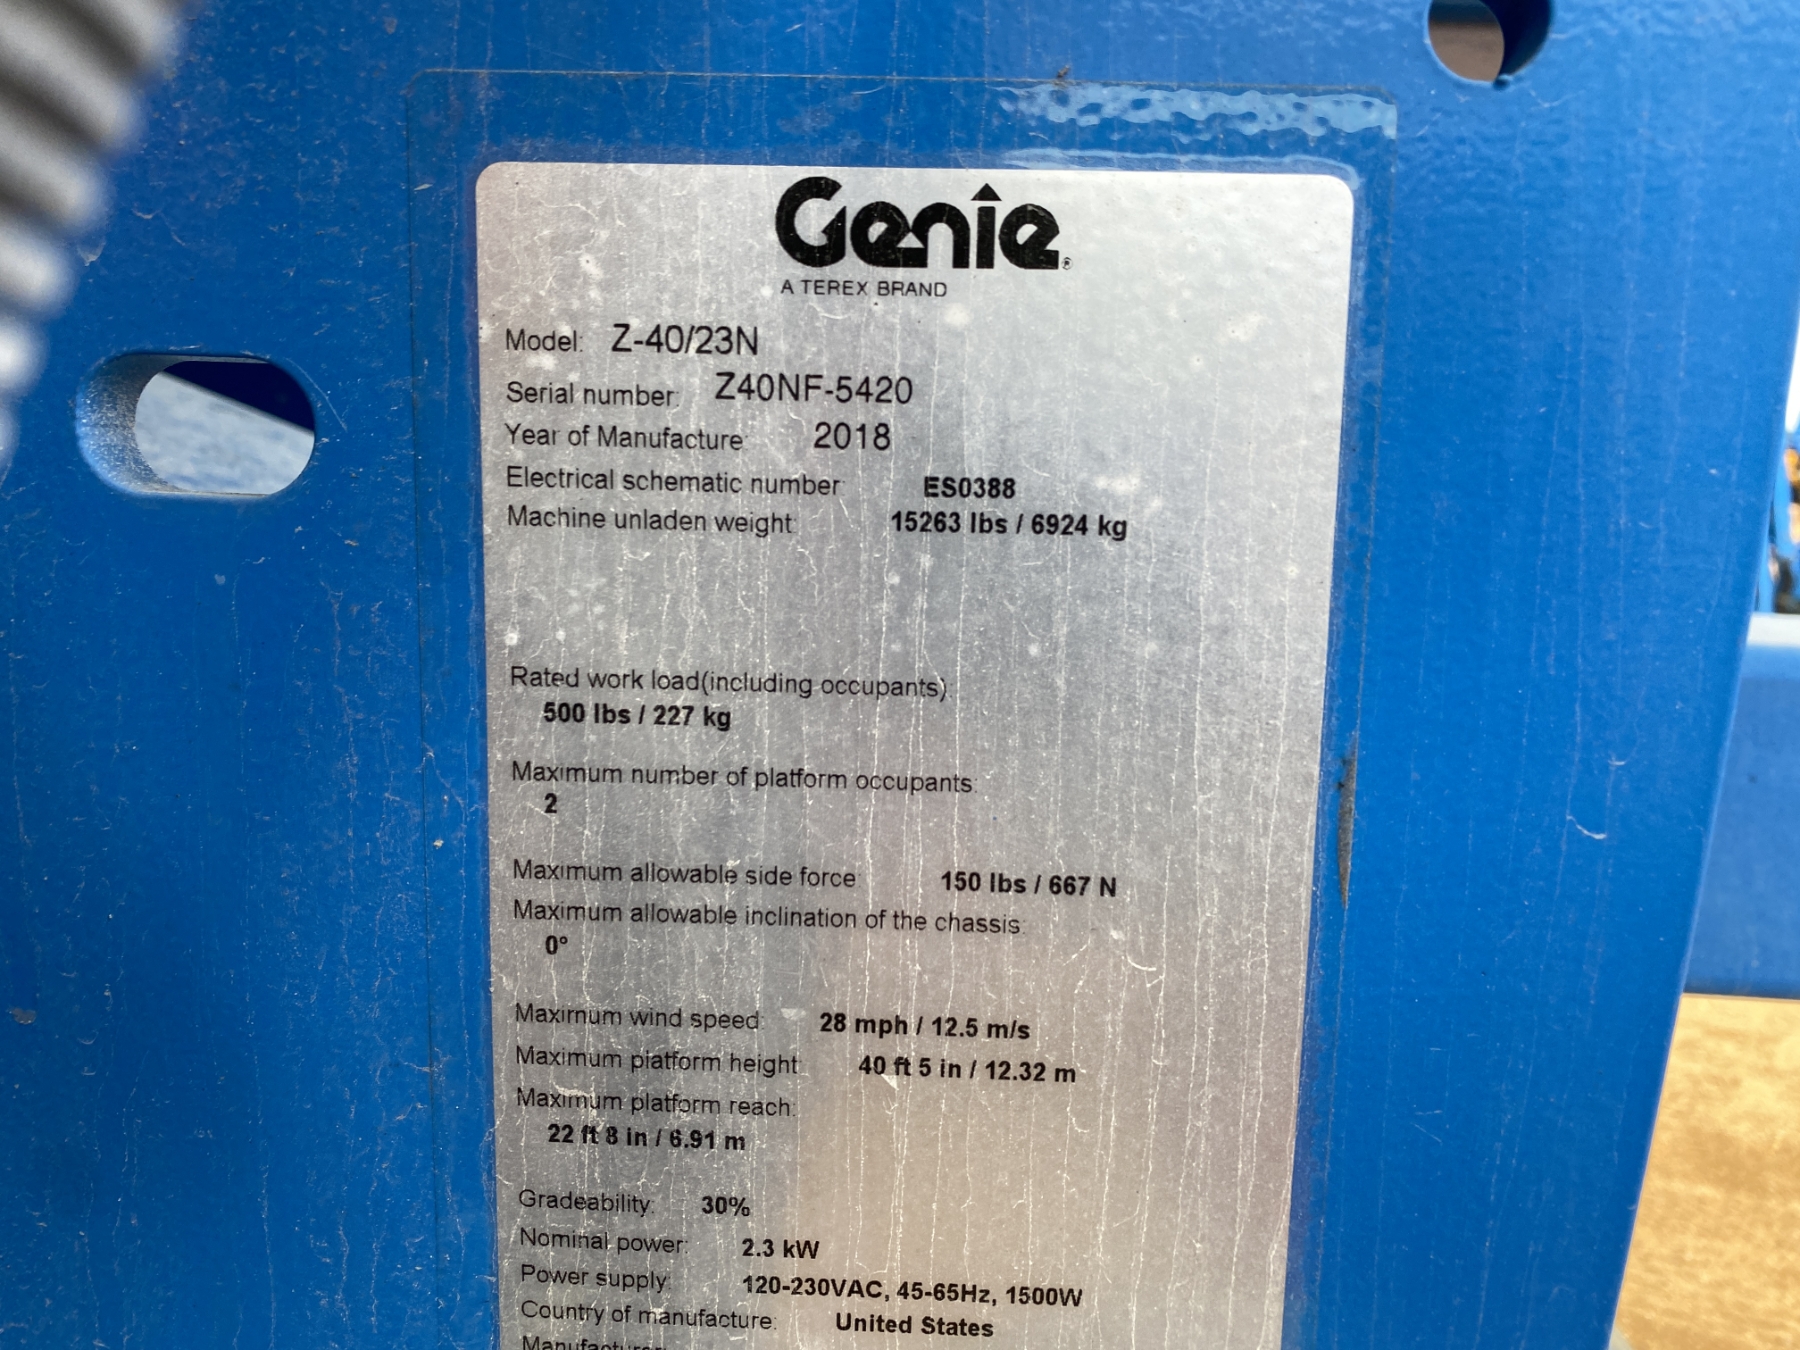 Genie®
A TEREX BRAND
Model: Z-40/23N
Serial number: Z40NF-5420
Year of Manufacture: 2018
Electrical schematic number: ES0388
Machine unladen weight: 15263 lbs / 6924 kg
Rated work load(including occupants):
500 lbs / 227 kg
Maximum number of platform occupants:
2
Maximum allowable side force: 150 lbs / 667 N
Maximum allowable inclination of the chassis:
0°
Maximum wind speed: 28 mph / 12.5 m/s
Maximum platform height: 40 ft 5 in / 12.32 m
Maximum platform reach:
22 ft 8 in / 6.91 m
Gradeability: 30%
Nominal power: 2.3 kW
Power supply: 120-230VAC, 45-65Hz, 1500W
Country of manufacture: United States
Manufacturer: